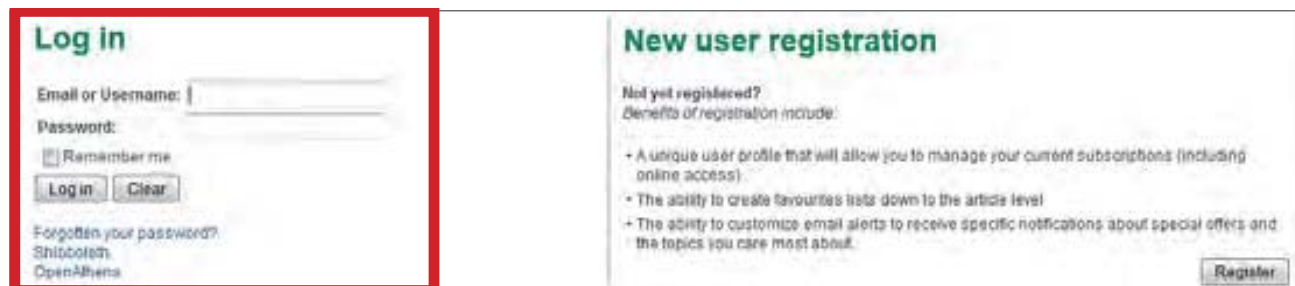 Log in
Email or Username:
Password:
Remember me
Log in Clear
Forgotten your password?
Shibboleth
OpenAthens
New user registration
Not yet registered?
Benefits of registration include:
• A unique user profile that will allow you to manage your current subscriptions (including
online access)
• The ability to create favourites lists down to the article level
• The ability to customize email alerts to receive specific notifications about special offers and
the topics you care most about.
Register